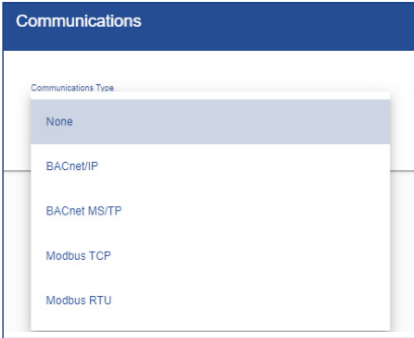 Communications
Communications Type
None
BACnet/IP
BACnet MS/TP
Modbus TCP
Modbus RTU